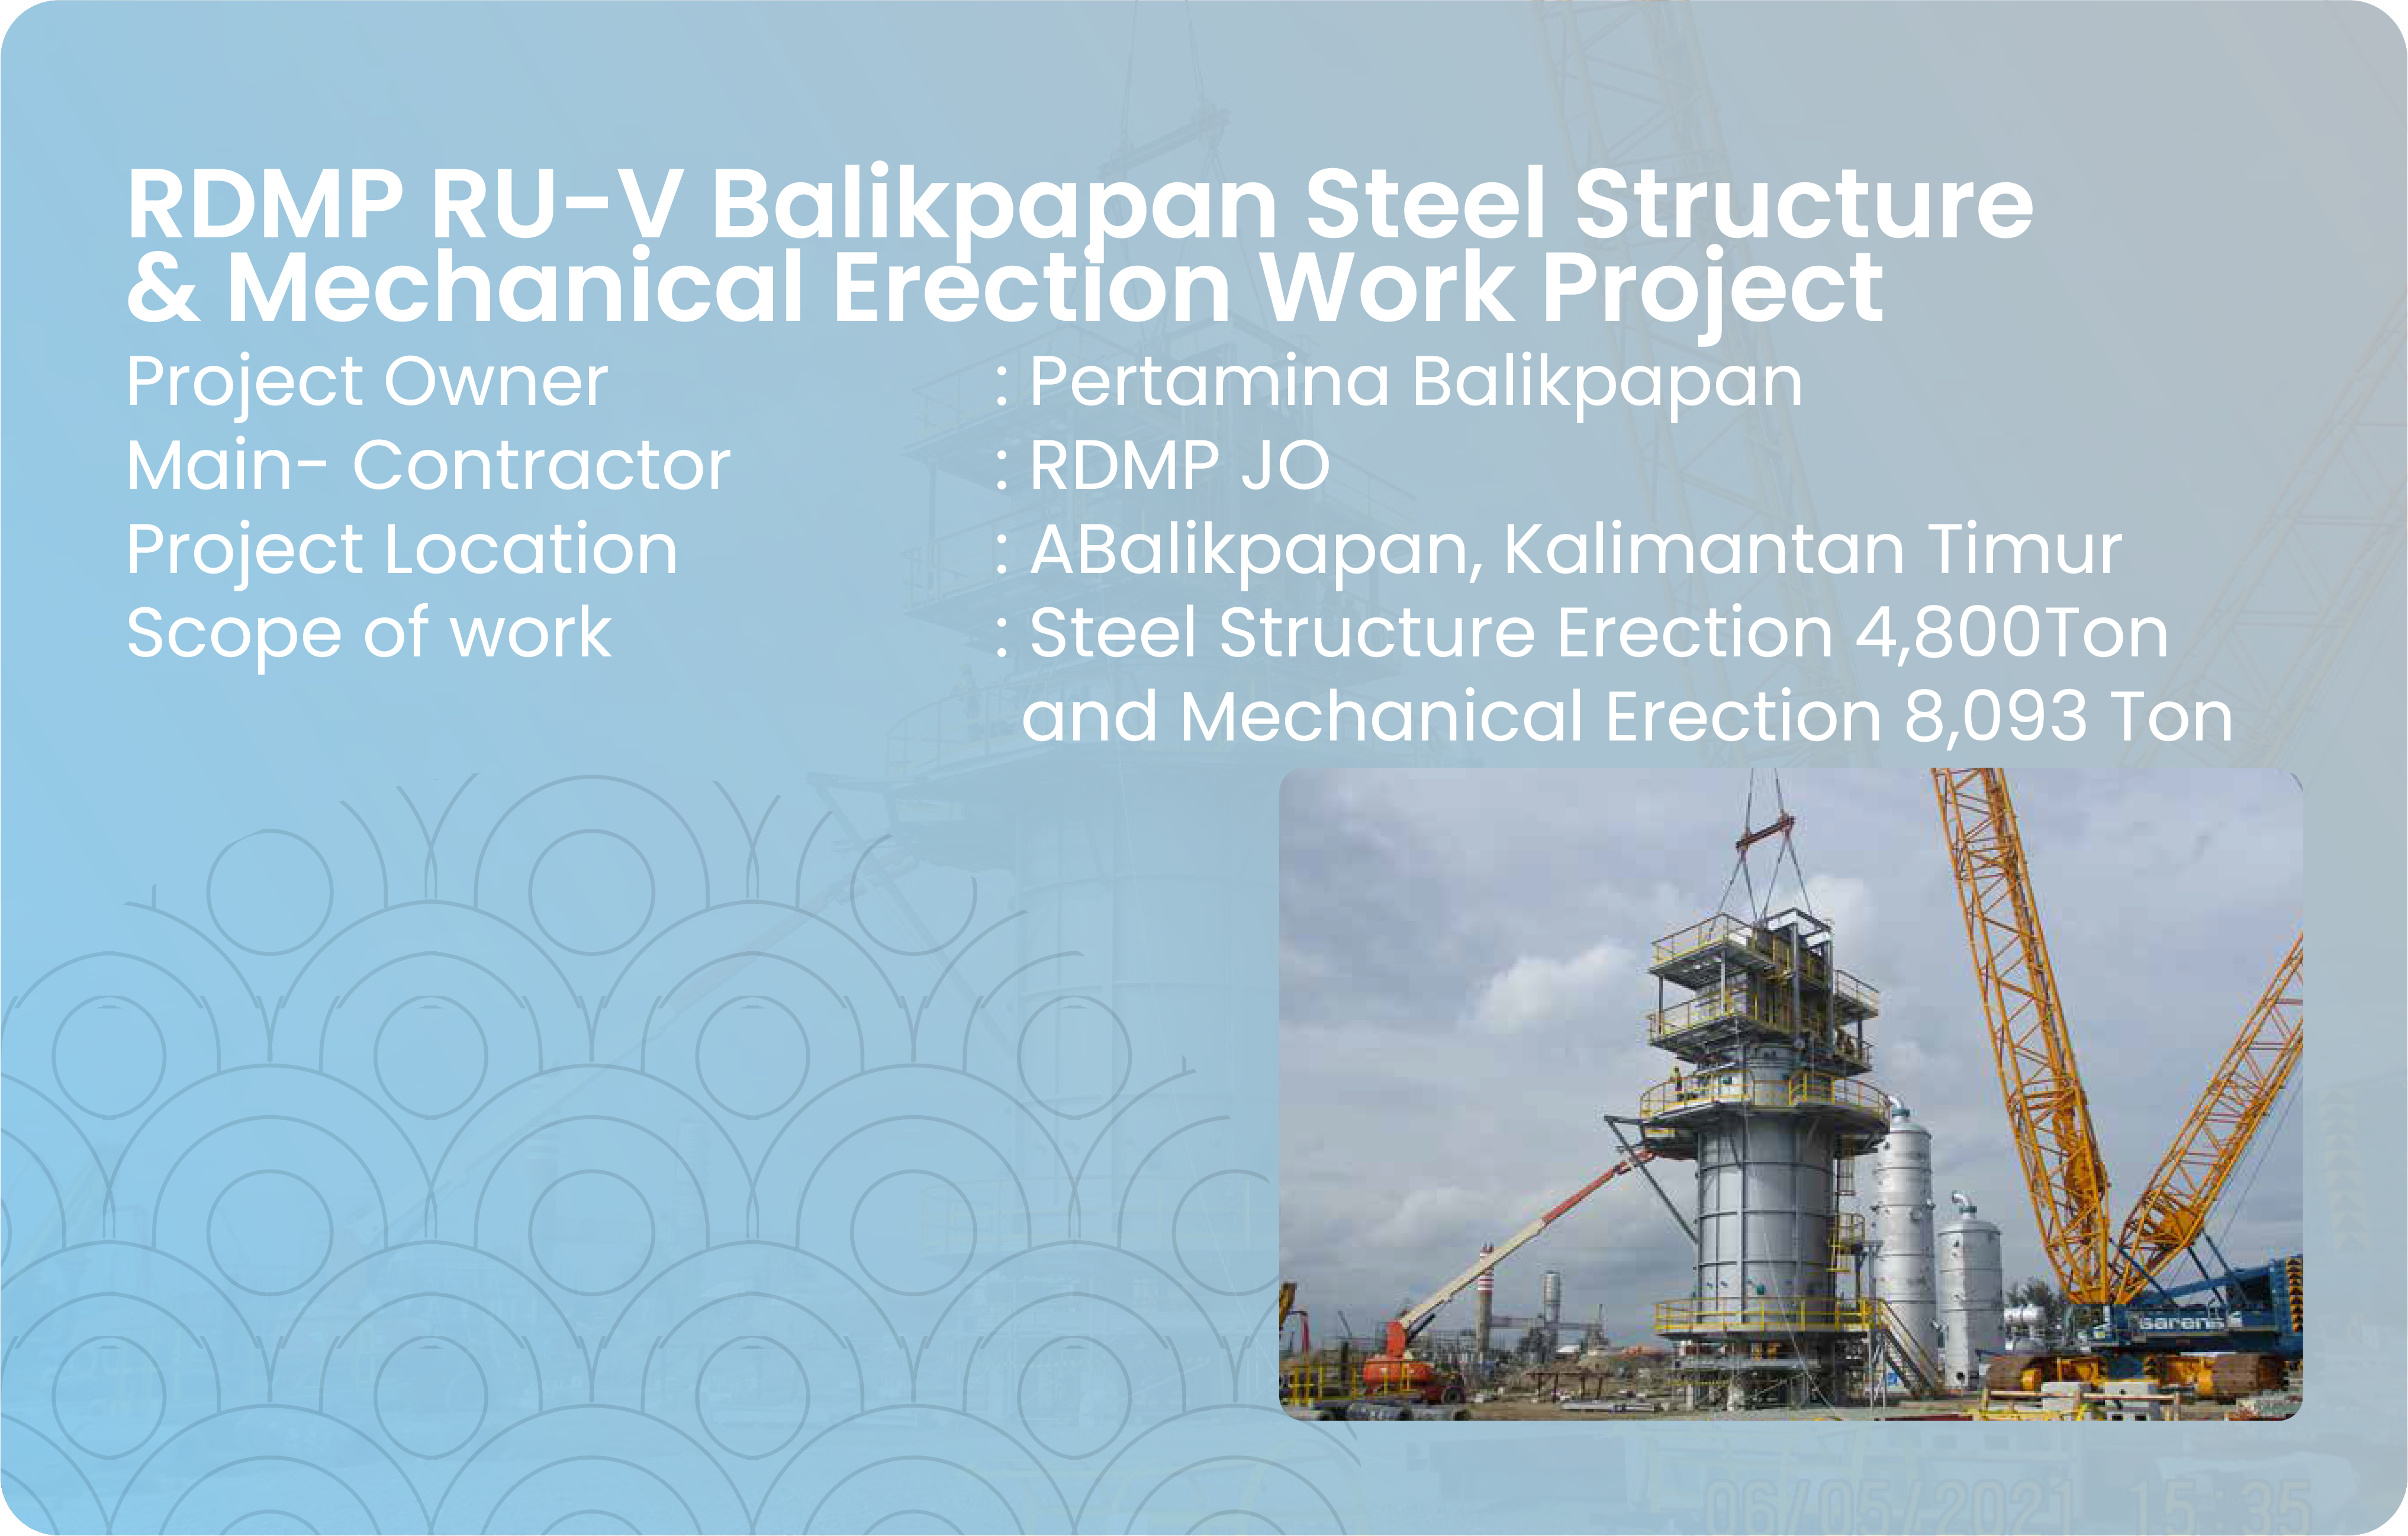 RDMP RU-V Balikpapan Steel Structure
& Mechanical Erection Work Project
Project Owner : Pertamina Balikpapan
Main- Contractor : RDMP JO
Project Location : ABalikpapan, Kalimantan Timur
Scope of work : Steel Structure Erection 4,800Ton
and Mechanical Erection 8,093 Ton
sarens
06/05/2021 15:35